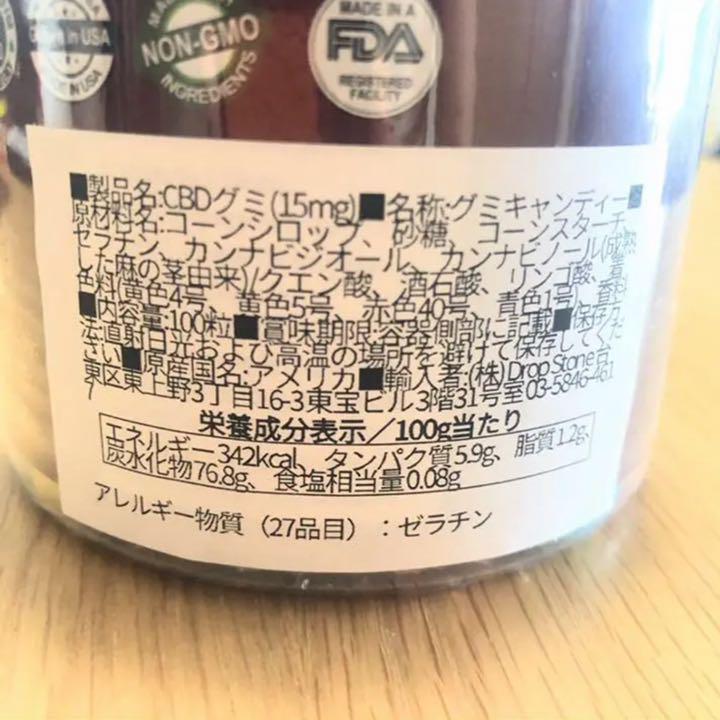 in USA
IN USA
NON-GMO
INGREDIENTS
MADE IN A
FDA
REGISTERED
FACILITY
■製品名:CBDグミ(15mg)■名称:グミキャンディー■
原材料名:コーンシロップ、砂糖、コーンスターチ、
ゼラチン、カンナビジオール、カンナビノール(成熟
した麻の茎由来)/クエン酸、酒石酸、リンゴ酸、着
色料(黄色4号、黄色5号、赤色40号、青色1号)、香料
■内容量:100粒■賞味期限:容器側部に記載■保存方
法:直射日光および高温の場所を避けて保存してくだ
さい■原産国名:アメリカ■輸入者:(株)Drop Stone台
東区東上野3丁目16-3東宝ビル3階31号室03-5846-461
7
栄養成分表示/100g当たり
エネルギー342kcal、タンパク質5.9g、脂質1.2g、
炭水化物76.8g、食塩相当量0.08g
アレルギー物質(27品目):ゼラチン